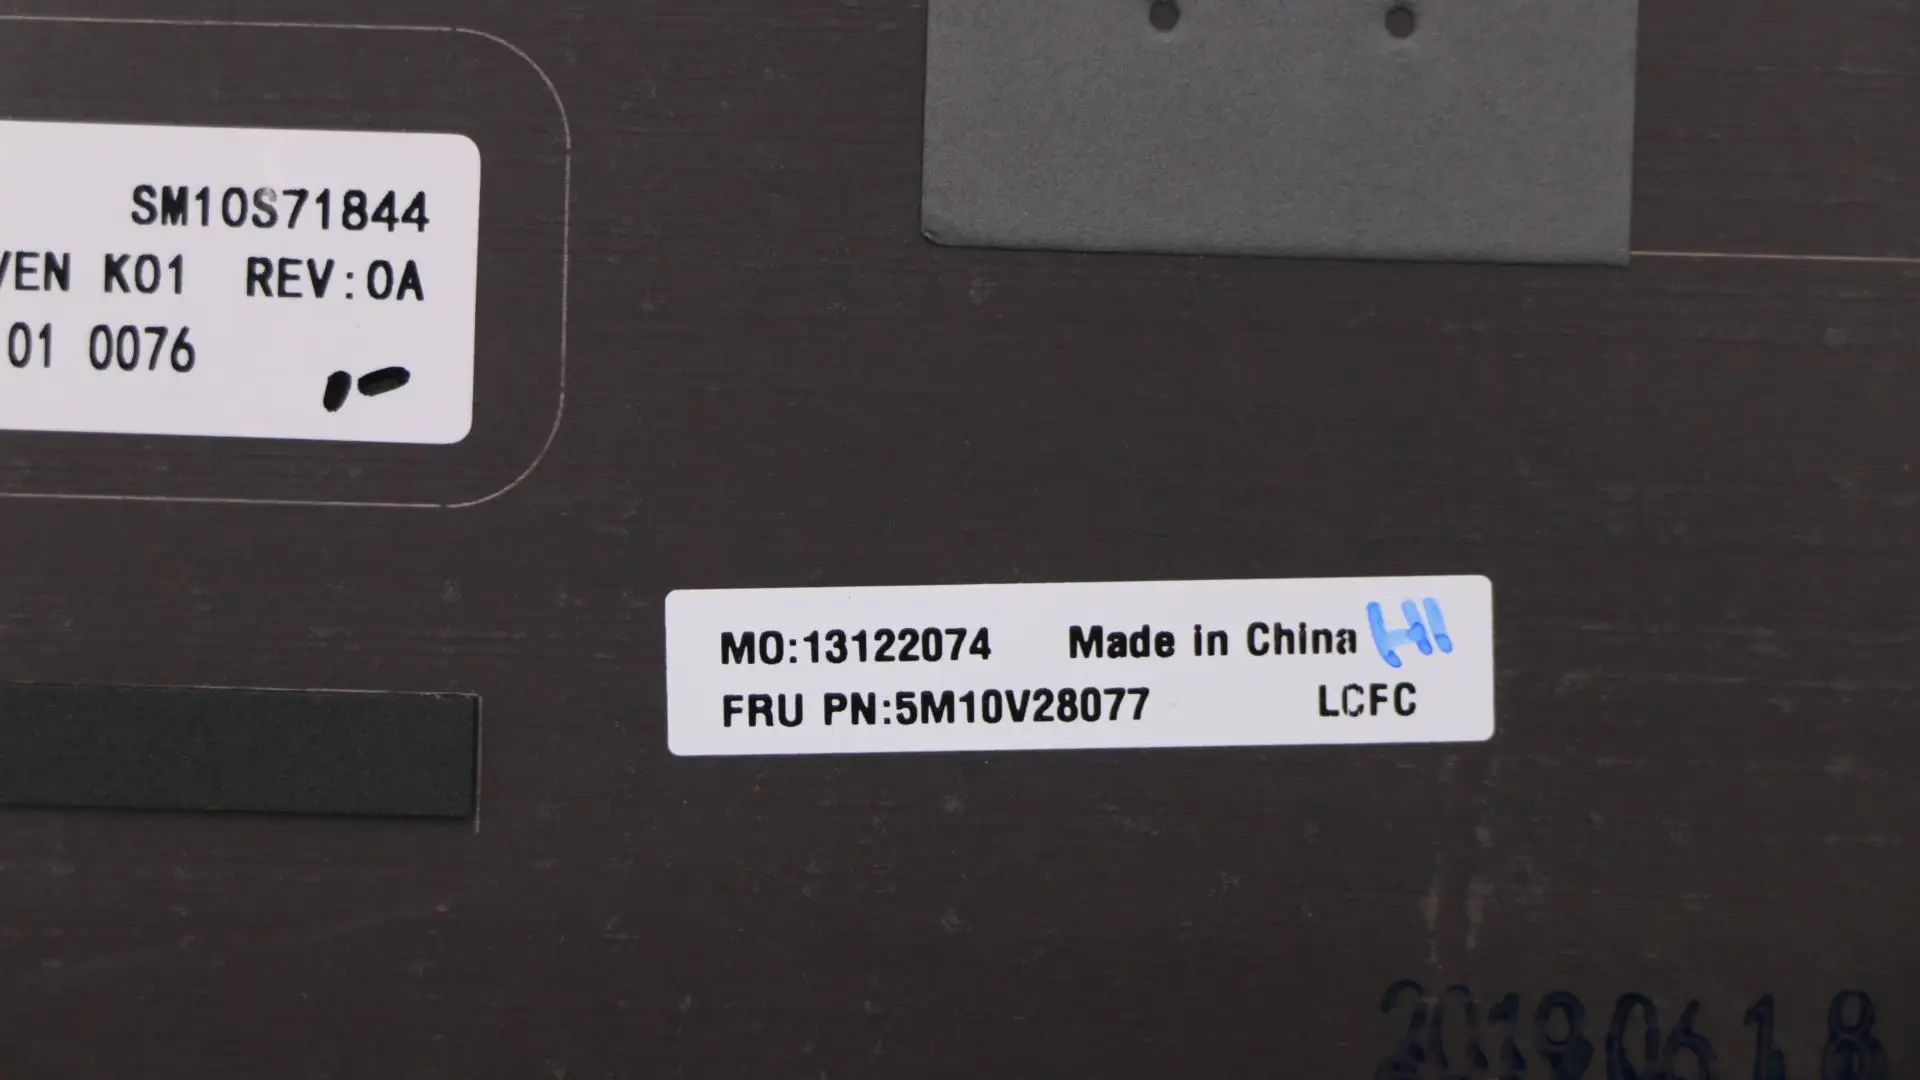 SM10S71844
VEN K01 REV:0A
01 0076
MO:13122074 Made in China
FRU PN:5M10V28077 LCFC
20190618